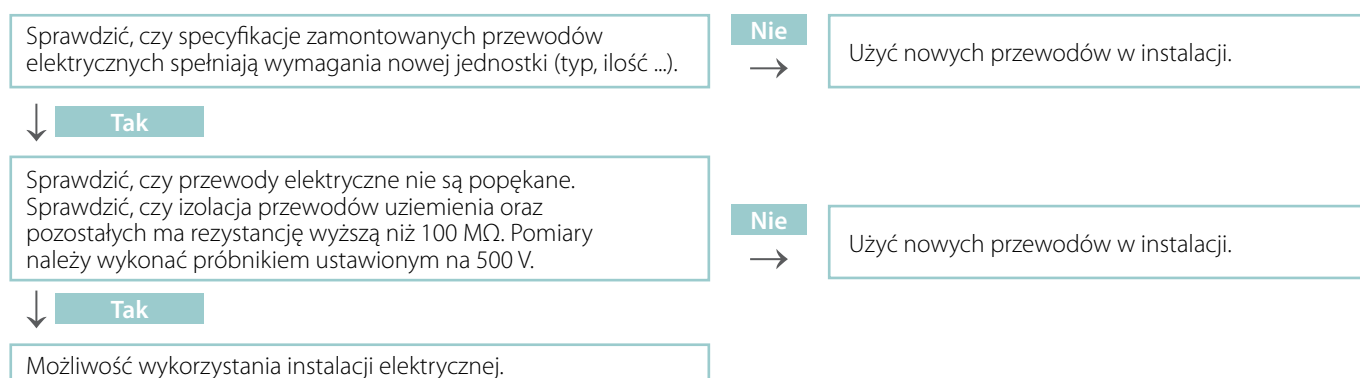 Sprawdzić, czy specyfikacje zamontowanych przewodów
elektrycznych spełniają wymagania nowej jednostki (typ, ilość ...).
Nie
→
Użyć nowych przewodów w instalacji.
↓ Tak
Sprawdzić, czy przewody elektryczne nie są popękane.
Sprawdzić, czy izolacja przewodów uziemienia oraz
pozostałych ma rezystancję wyższą niż 100 MΩ. Pomiary
należy wykonać próbnikiem ustawionym na 500 V.
Nie
→
Użyć nowych przewodów w instalacji.
↓ Tak
Możliwość wykorzystania instalacji elektrycznej.